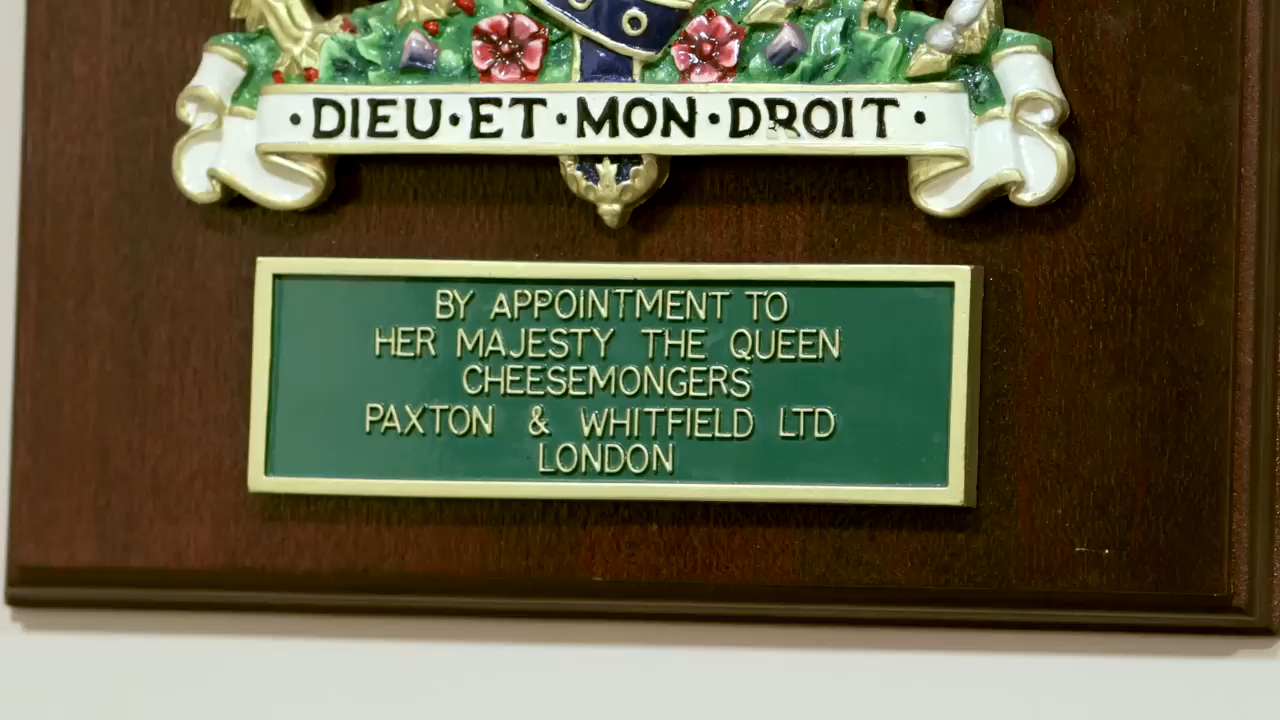 ·DIEU·ET·MON·DROIT·
BY APPOINTMENT TO
HER MAJESTY THE QUEEN
CHEESEMONGERS
PAXTON & WHITFIELD LTD
LONDON